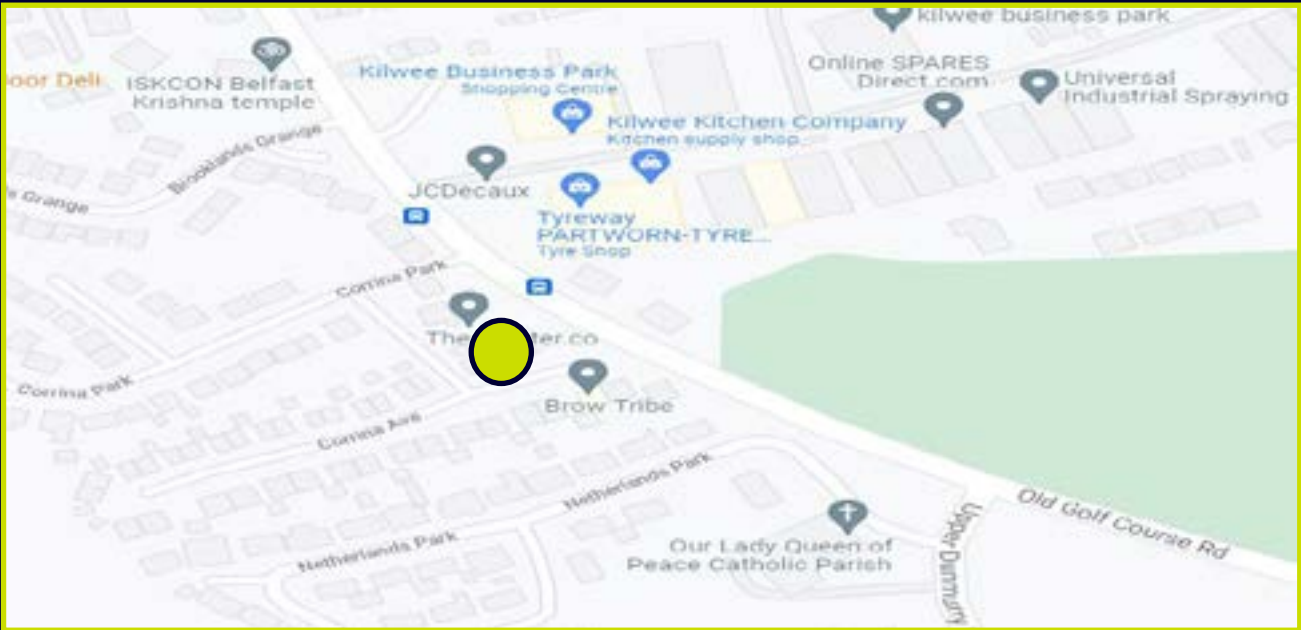 kilwee business park
oor Deli
ISKCON Belfast
Krishna temple
Kilwee Business Park
Shopping Centre
Online SPARES
Direct.com
Universal
Industrial Spraying
Kilwee Kitchen Company
Kitchen supply shop
Brooklands Grange
s Grange
JCDecaux
Tyreway
PARTWORN-TYRE...
Tyre Shop
Corrina Park
The ter.co
Corrina Park
Brow Tribe
Corrina Ave
Netherlands Park
Old Golf Course Rd
Upper Dunmurry
Our Lady Queen of
Peace Catholic Parish
Netherlands Park